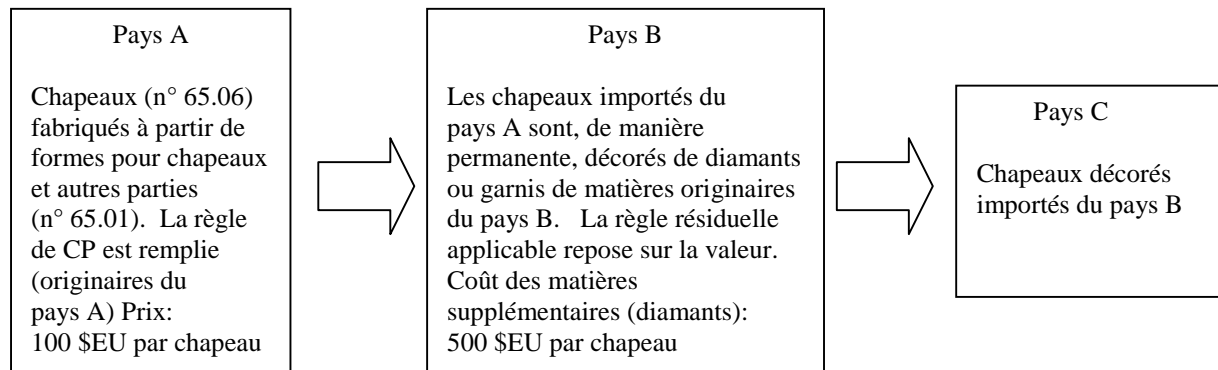 Pays A
Chapeaux (n° 65.06)
fabriqués à partir de
formes pour chapeaux
et autres parties
(n° 65.01). La règle
de CP est remplie
(originaires du
pays A) Prix:
100 $EU par chapeau
Pays B
Les chapeaux importés du
pays A sont, de manière
permanente, décorés de diamants
ou garnis de matières originaires
du pays B. La règle résiduelle
applicable repose sur la valeur.
Coût des matières
supplémentaires (diamants):
500 $EU par chapeau
Pays C
Chapeaux décorés
importés du pays B